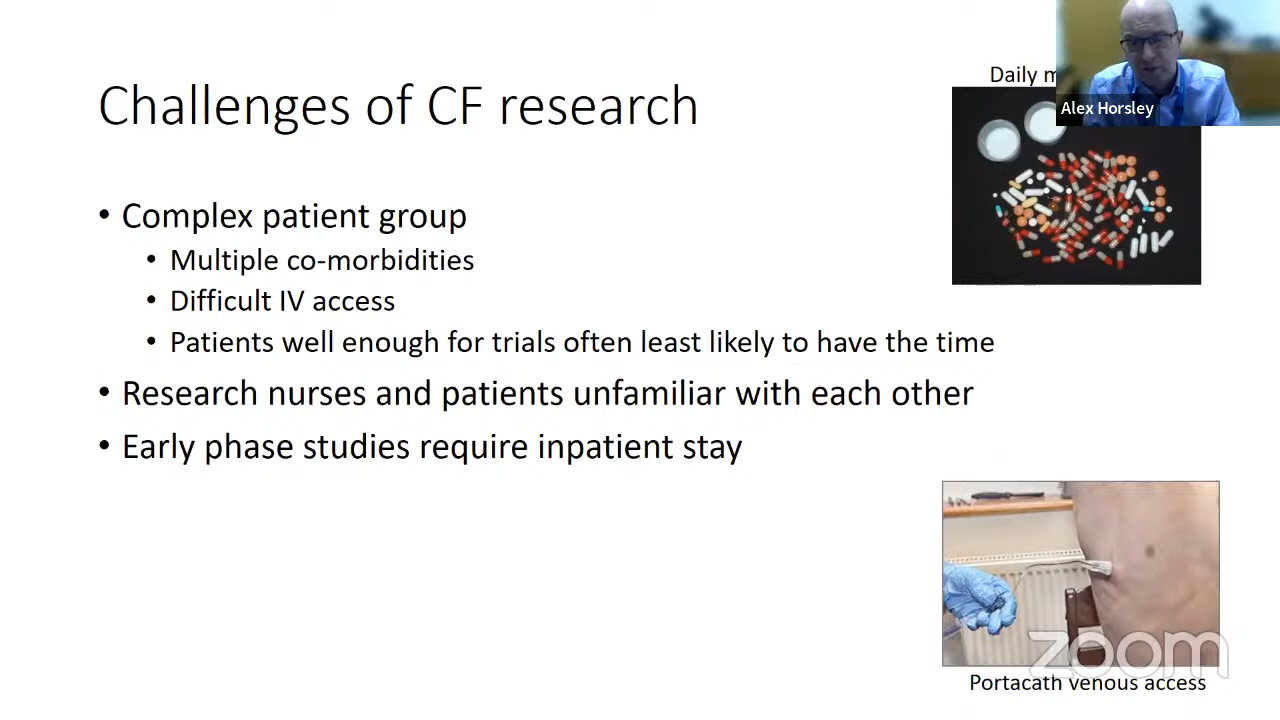 Challenges of CF research
Daily m
Alex Horsley
• Complex patient group
• Multiple co-morbidities
• Difficult IV access
• Patients well enough for trials often least likely to have the time
• Research nurses and patients unfamiliar with each other
• Early phase studies require inpatient stay
zoom
Portacath venous access